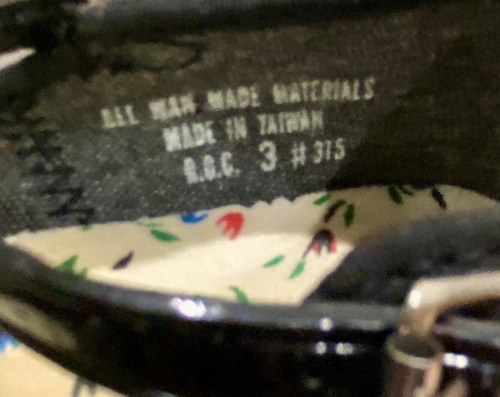 ALL MAN MADE MATERIALS
MADE IN TAIWAN
R.O.C. 3 # 375